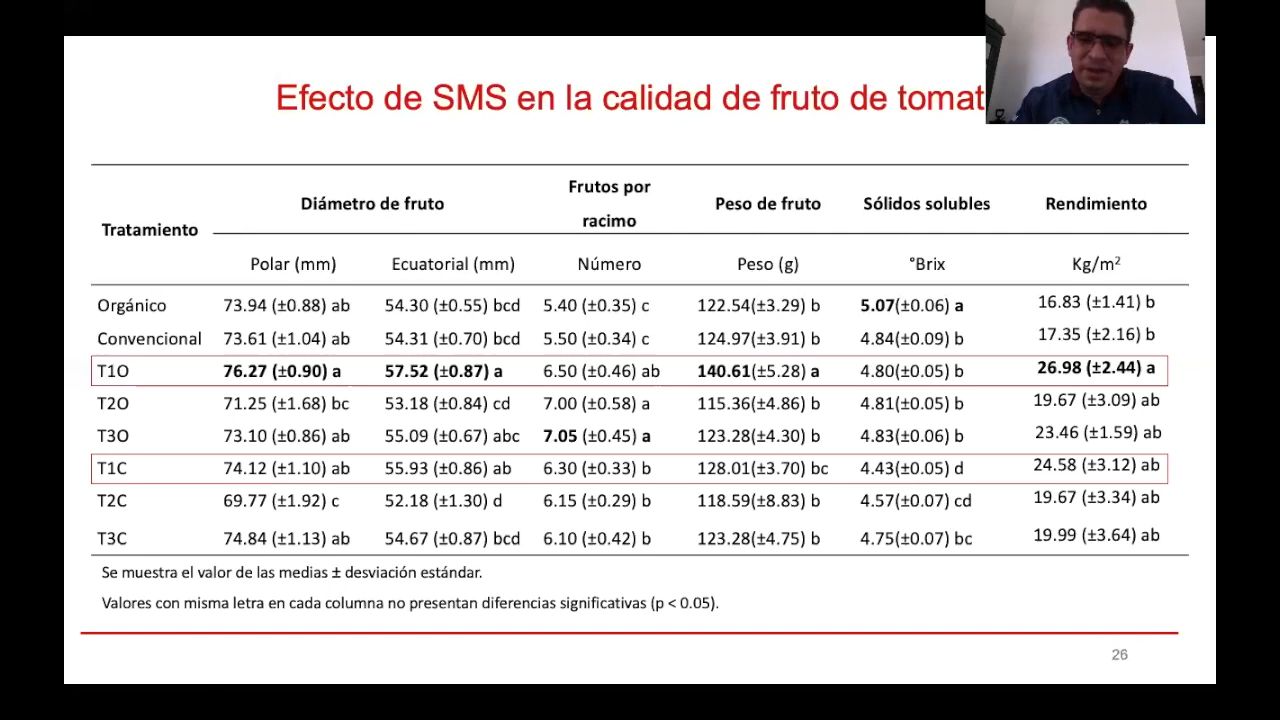 Efecto de SMS en la calidad de fruto de tomat
Tratamiento Diámetro de fruto Frutos por racimo Peso de fruto Sólidos solubles Rendimiento
Polar (mm) Ecuatorial (mm) Número Peso (g) °Brix Kg/m²
Orgánico 73.94 (±0.88) ab 54.30 (±0.55) bcd 5.40 (±0.35) c 122.54(±3.29) b 5.07(±0.06) a 16.83 (±1.41) b
Convencional 73.61 (±1.04) ab 54.31 (±0.70) bcd 5.50 (±0.34) c 124.97(±3.91) b 4.84(±0.09) b 17.35 (±2.16) b
T1O 76.27 (±0.90) a 57.52 (±0.87) a 6.50 (±0.46) ab 140.61(±5.28) a 4.80(±0.05) b 26.98 (±2.44) a
T2O 71.25 (±1.68) bc 53.18 (±0.84) cd 7.00 (±0.58) a 115.36(±4.86) b 4.81(±0.05) b 19.67 (±3.09) ab
T3O 73.10 (±0.86) ab 55.09 (±0.67) abc 7.05 (±0.45) a 123.28(±4.30) b 4.83(±0.06) b 23.46 (±1.59) ab
T1C 74.12 (±1.10) ab 55.93 (±0.86) ab 6.30 (±0.33) b 128.01(±3.70) bc 4.43(±0.05) d 24.58 (±3.12) ab
T2C 69.77 (±1.92) c 52.18 (±1.30) d 6.15 (±0.29) b 118.59(±8.83) b 4.57(±0.07) cd 19.67 (±3.34) ab
T3C 74.84 (±1.13) ab 54.67 (±0.87) bcd 6.10 (±0.42) b 123.28(±4.75) b 4.75(±0.07) bc 19.99 (±3.64) ab
Se muestra el valor de las medias ± desviación estándar.
Valores con misma letra en cada columna no presentan diferencias significativas (p < 0.05).
26